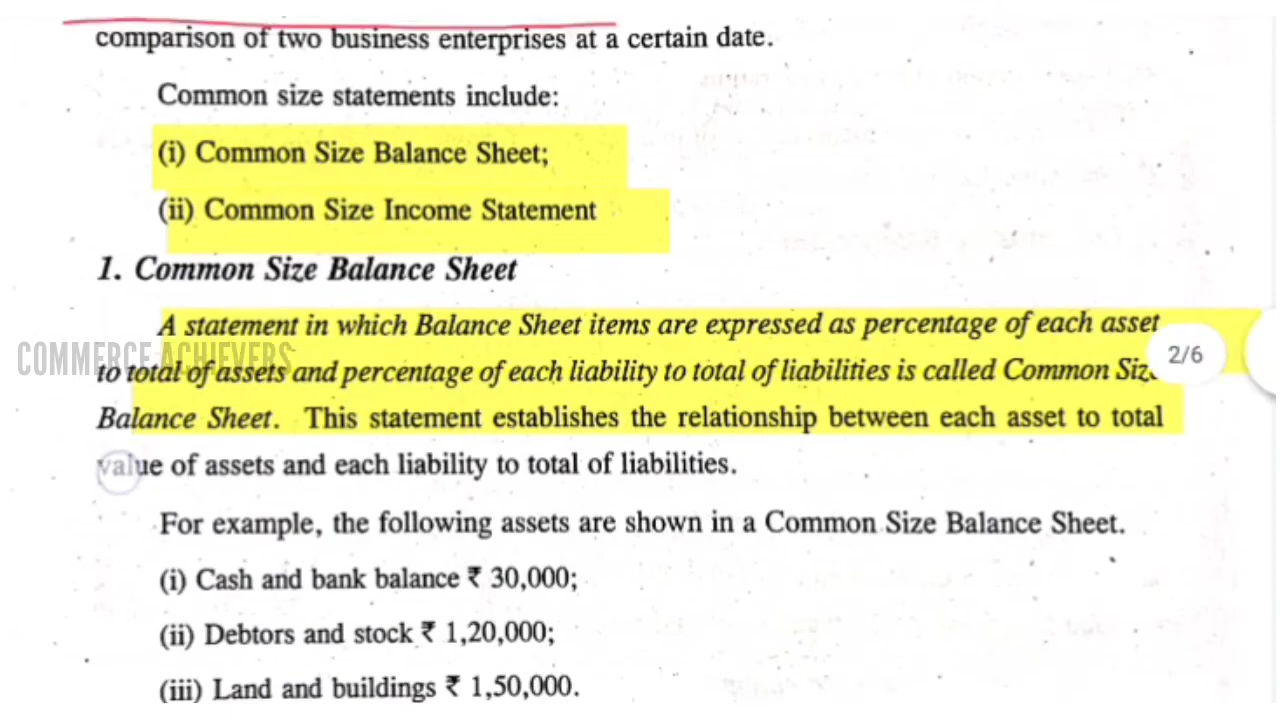 comparison of two business enterprises at a certain date.
Common size statements include:
(i) Common Size Balance Sheet;
(ii) Common Size Income Statement
1. Common Size Balance Sheet
A statement in which Balance Sheet items are expressed as percentage of each asset
to total of assets and percentage of each liability to total of liabilities is called Common Siz
Balance Sheet. This statement establishes the relationship between each asset to total
value of assets and each liability to total of liabilities.
For example, the following assets are shown in a Common Size Balance Sheet.
(i) Cash and bank balance ₹ 30,000;
(ii) Debtors and stock ₹ 1,20,000;
(iii) Land and buildings ₹ 1,50,000.
COMMERCE ACHIEVERS
2/6